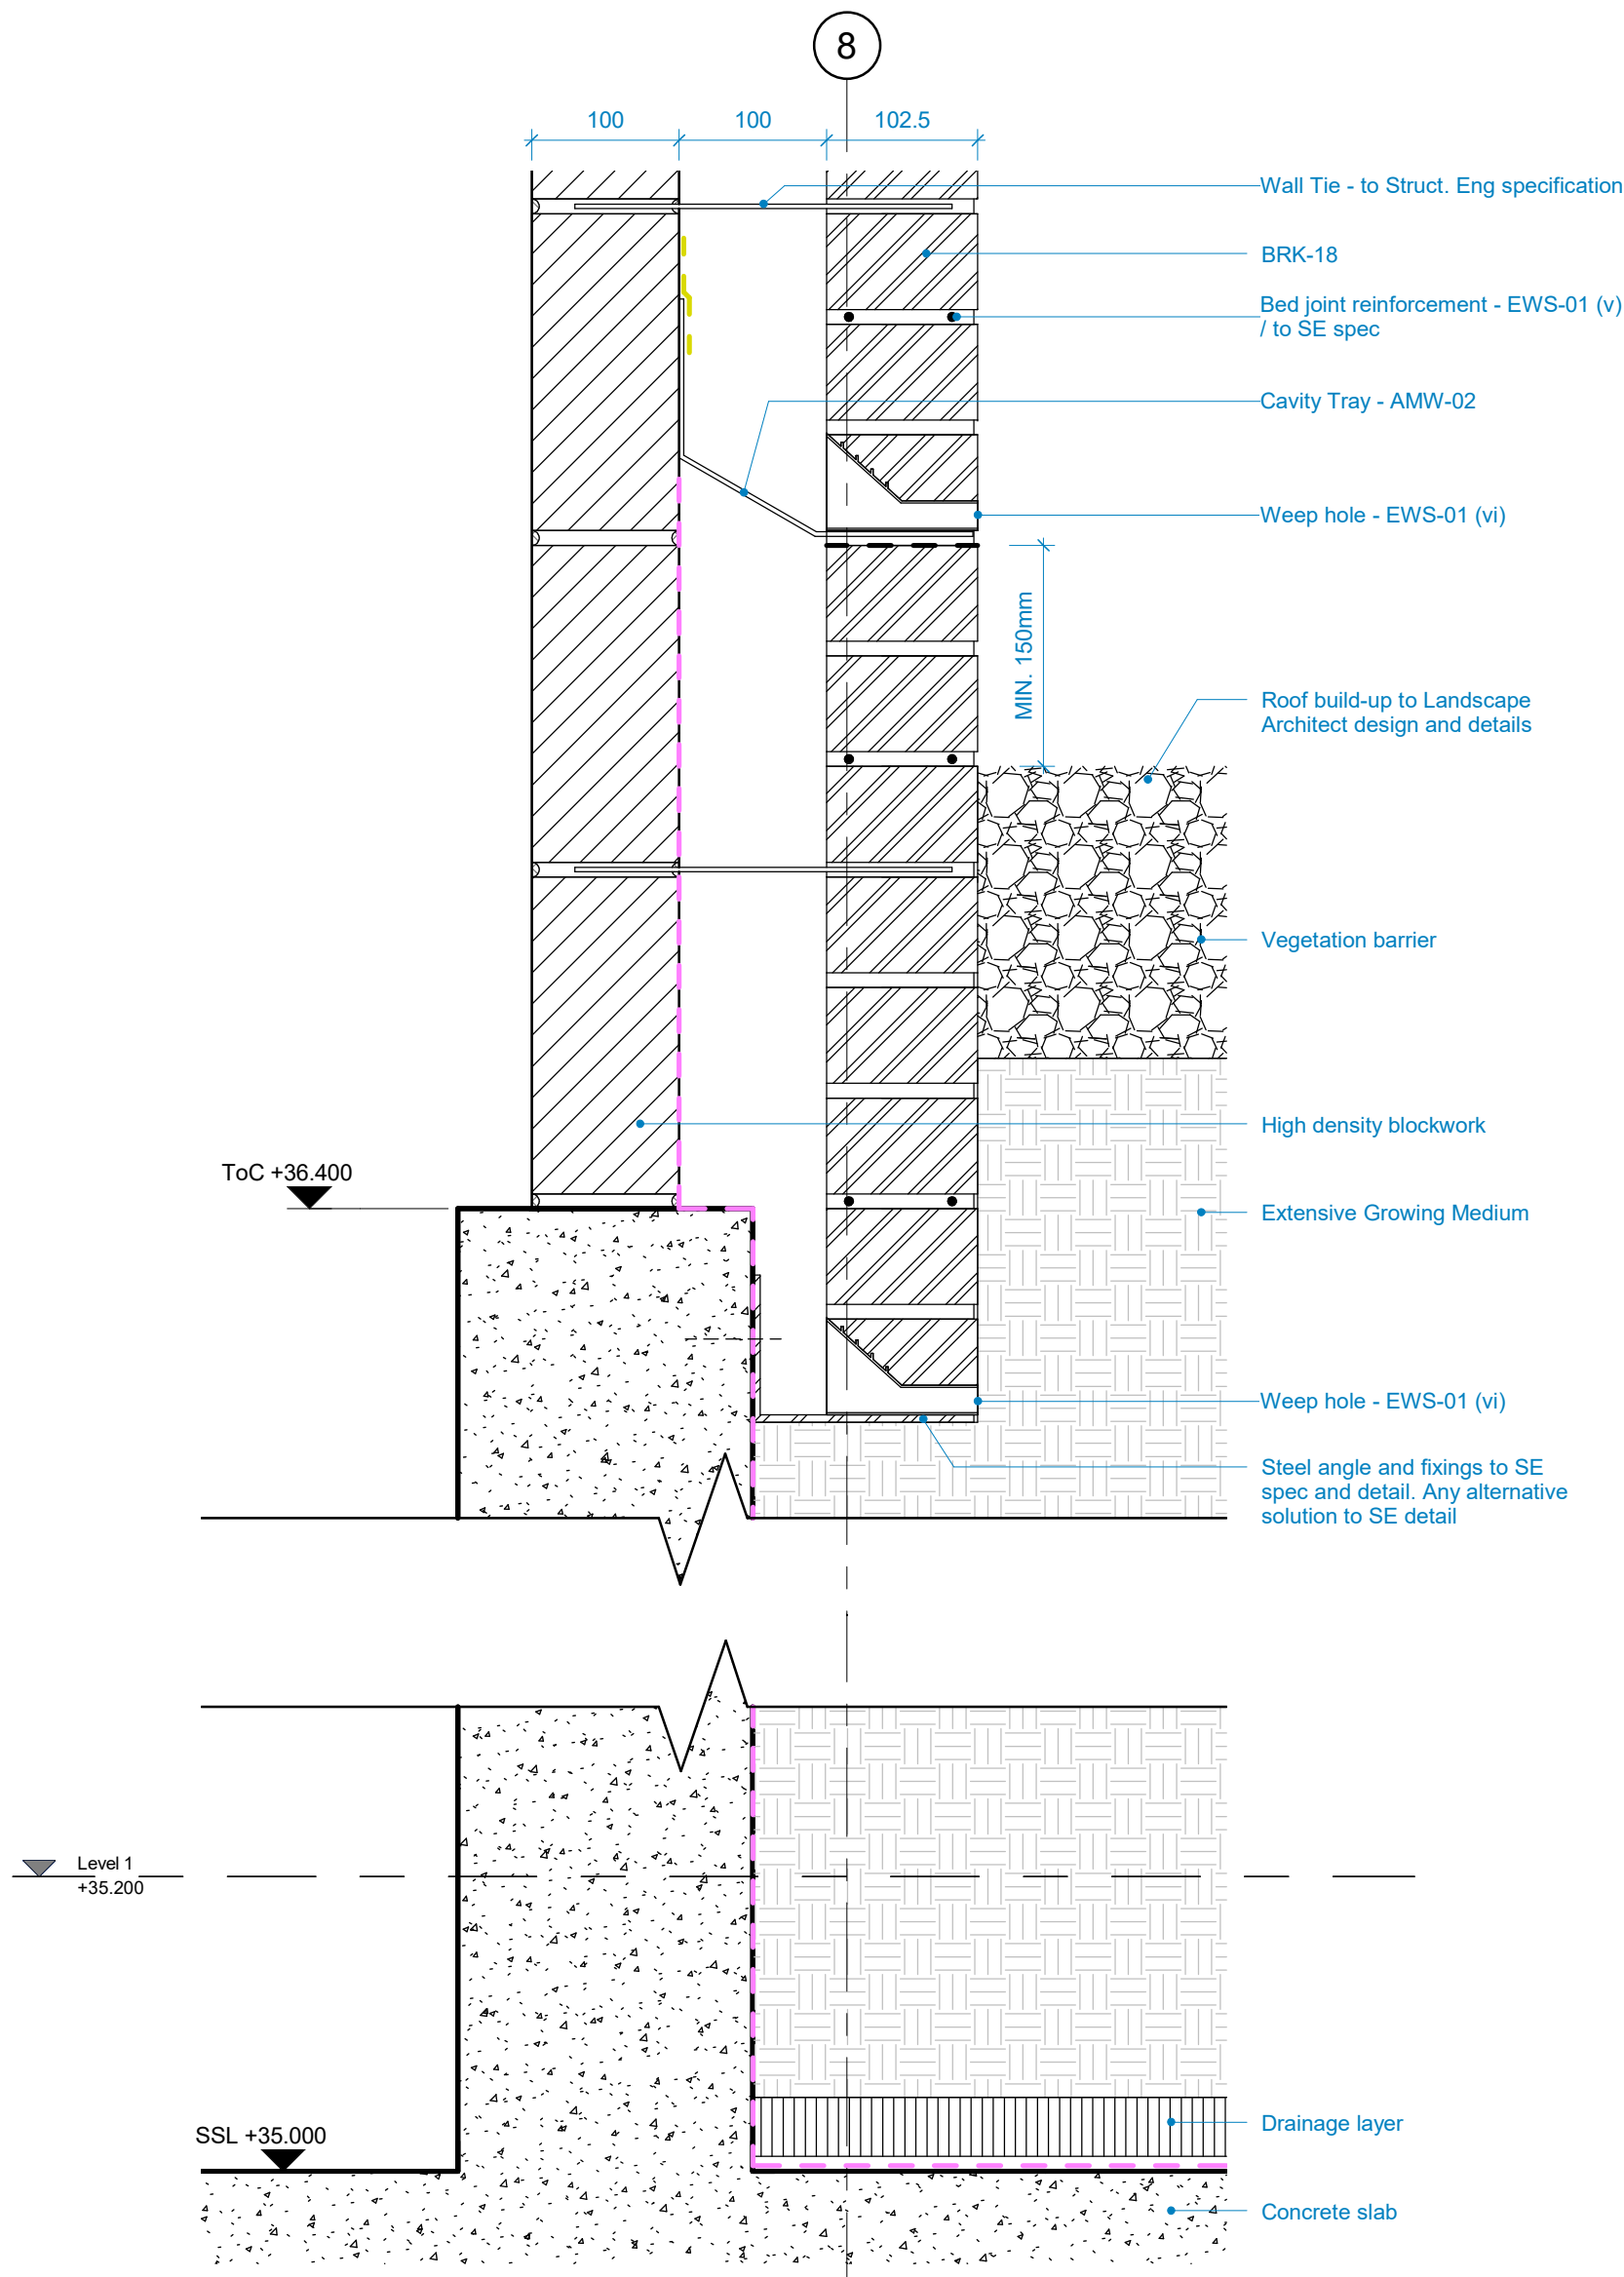 8
100 100 102.5
Wall Tie - to Struct. Eng specification
BRK-18
Bed joint reinforcement - EWS-01 (v)
/ to SE spec
Cavity Tray - AMW-02
Weep hole - EWS-01 (vi)
MIN. 150mm
Roof build-up to Landscape
Architect design and details
Vegetation barrier
High density blockwork
ToC +36.400
Extensive Growing Medium
Weep hole - EWS-01 (vi)
Steel angle and fixings to SE
spec and detail. Any alternative
solution to SE detail
Level 1
+35.200
Drainage layer
SSL +35.000
Concrete slab